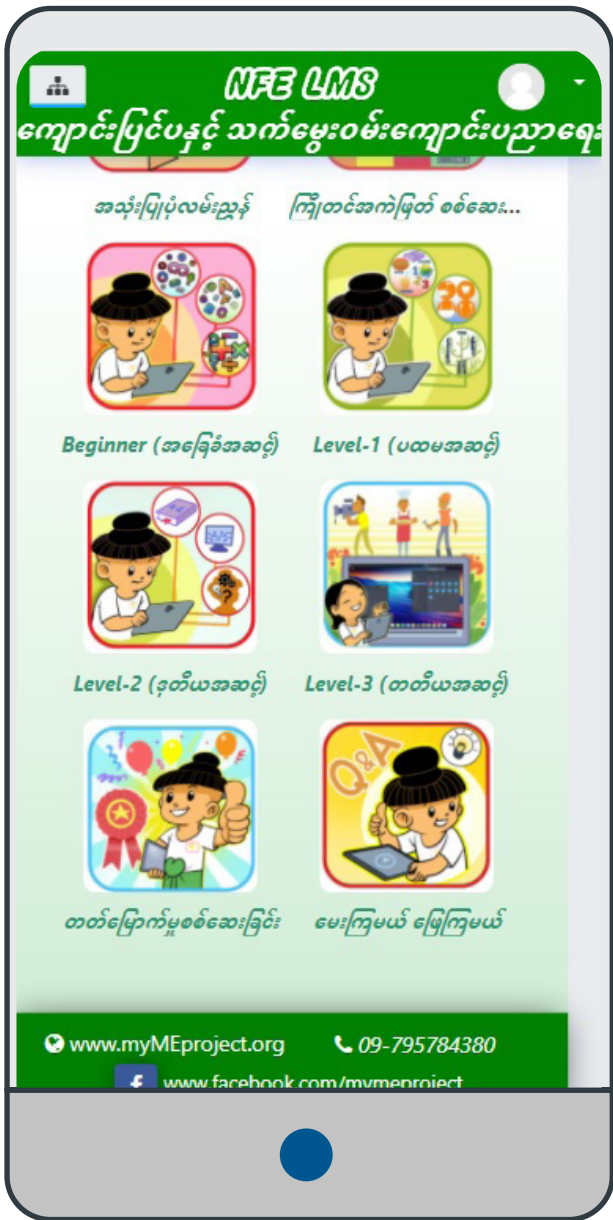 NFE LMS
ကျောင်းပြင်ပနှင့် သက်မွေးဝမ်းကျောင်းပညာရေး
အသုံးပြုပုံလမ်းညွှန် ကြိုတင်အကဲဖြတ် စစ်ဆေး...
Beginner (အခြေခံအဆင့်) Level-1 (ပထမအဆင့်)
Level-2 (ဒုတိယအဆင့်) Level-3 (တတိယအဆင့်)
Q&A
တတ်မြောက်မှုစစ်ဆေးခြင်း မေးကြမယ် ဖြေကြမယ်
www.myMEproject.org 09-795784380
www.facebook.com/mymeproject